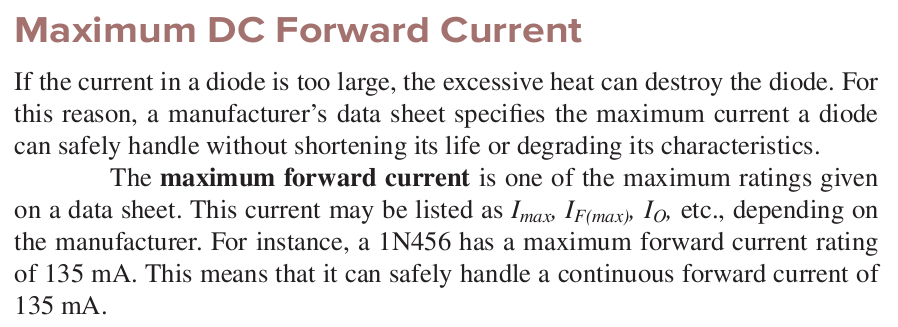 Maximum DC Forward Current
If the current in a diode is too large, the excessive heat can destroy the diode. For
this reason, a manufacturer’s data sheet specifies the maximum current a diode
can safely handle without shortening its life or degrading its characteristics.
The maximum forward current is one of the maximum ratings given
on a data sheet. This current may be listed as Imax, IF(max), IO, etc., depending on
the manufacturer. For instance, a 1N456 has a maximum forward current rating
of 135 mA. This means that it can safely handle a continuous forward current of
135 mA.